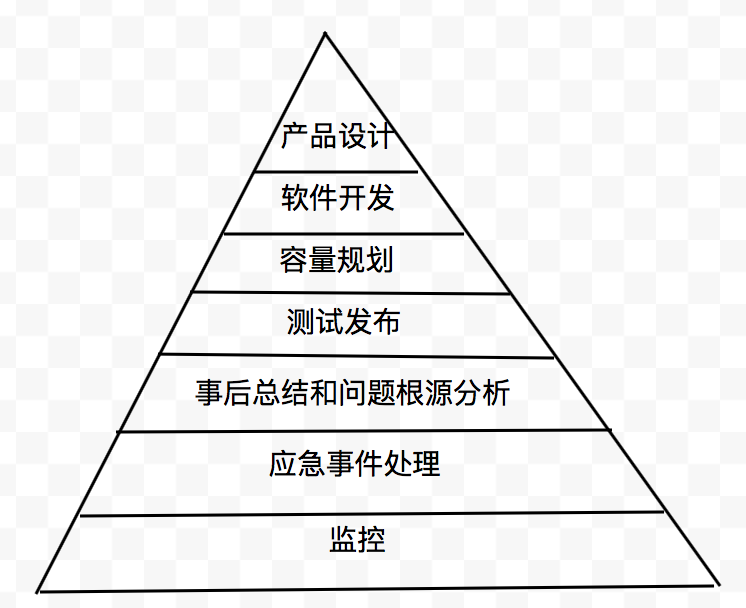 产品设计
软件开发
容量规划
测试发布
事后总结和问题根源分析
应急事件处理
监控